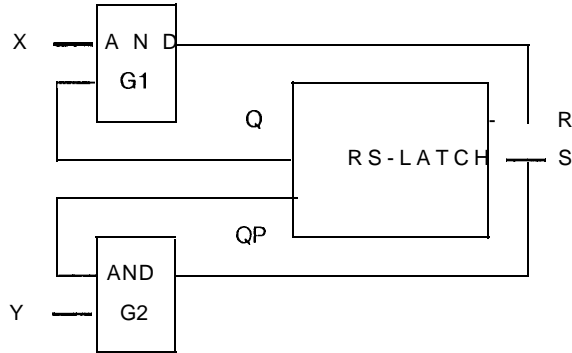 X AND R
G1
Q
RS-LATCH S
QP
AND
Y G2